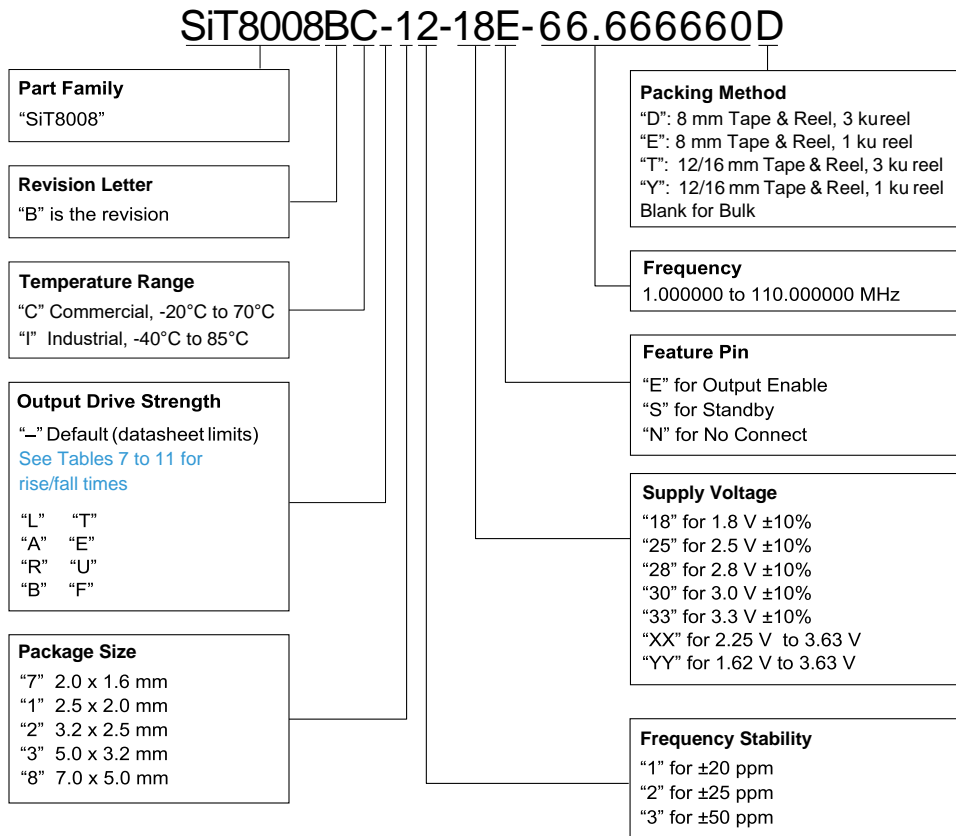 SiT8008BC-12-18E-66.666660D
Part Family
“SiT8008”
Revision Letter
“B” is the revision
Temperature Range
“C” Commercial, -20°C to 70°C
“I” Industrial, -40°C to 85°C
Output Drive Strength
“–” Default (datasheet limits)
See Tables 7 to 11 for
rise/fall times
“L” “T”
“A” “E”
“R” “U”
“B” “F”
Package Size
“7” 2.0 x 1.6 mm
“1” 2.5 x 2.0 mm
“2” 3.2 x 2.5 mm
“3” 5.0 x 3.2 mm
“8” 7.0 x 5.0 mm
Packing Method
“D”: 8 mm Tape & Reel, 3 ku reel
“E”: 8 mm Tape & Reel, 1 ku reel
“T”: 12/16 mm Tape & Reel, 3 ku reel
“Y”: 12/16 mm Tape & Reel, 1 ku reel
Blank for Bulk
Frequency
1.000000 to 110.000000 MHz
Feature Pin
“E” for Output Enable
“S” for Standby
“N” for No Connect
Supply Voltage
“18” for 1.8 V ±10%
“25” for 2.5 V ±10%
“28” for 2.8 V ±10%
“30” for 3.0 V ±10%
“33” for 3.3 V ±10%
“XX” for 2.25 V to 3.63 V
“YY” for 1.62 V to 3.63 V
Frequency Stability
“1” for ±20 ppm
“2” for ±25 ppm
“3” for ±50 ppm